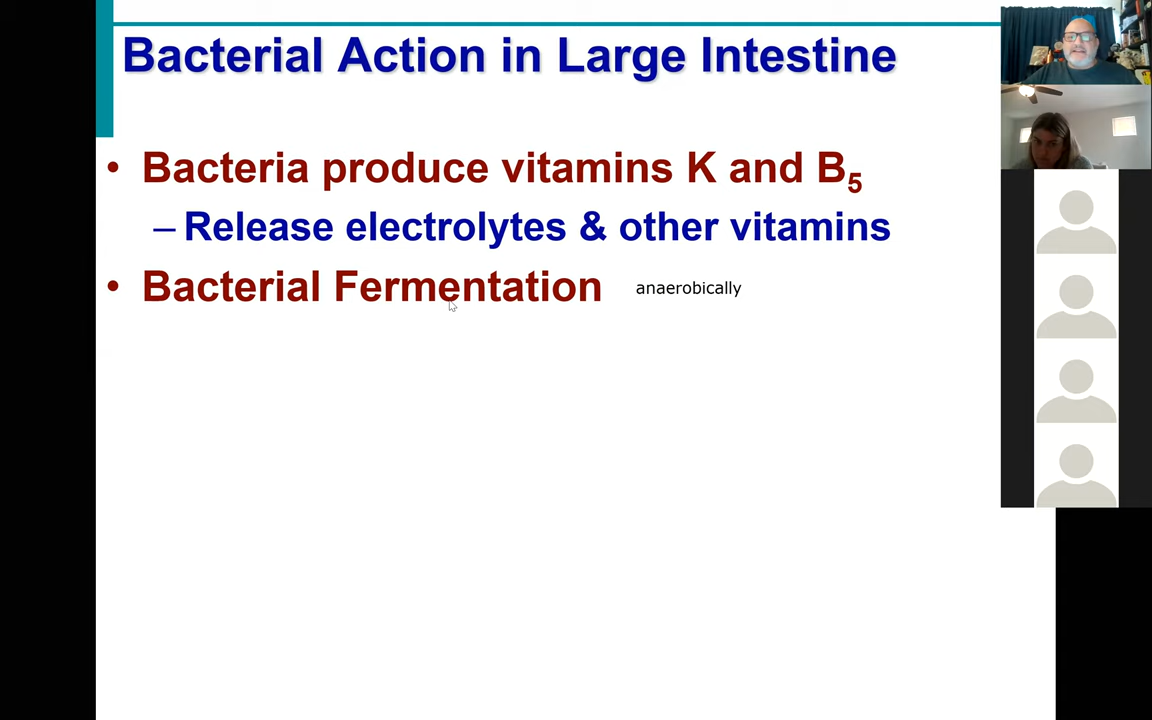 Bacterial Action in Large Intestine
• Bacteria produce vitamins K and B₅
– Release electrolytes & other vitamins
• Bacterial Fermentation anaerobically